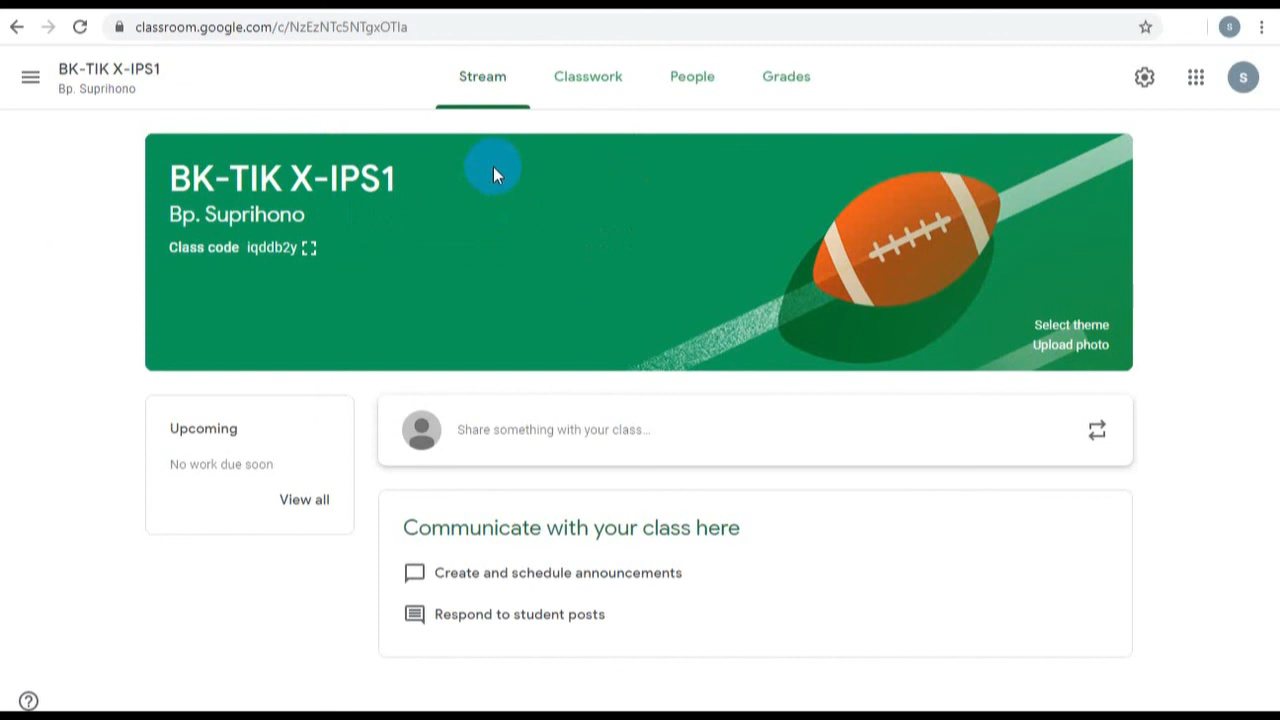 classroom.google.com/c/NzEzNTc5NTgxOTIa
S
BK-TIK X-IPS1
Bp. Suprihono
Stream
Classwork
People
Grades
S
BK-TIK X-IPS1
Bp. Suprihono
Class code iqddb2y
Select theme
Upload photo
Upcoming
No work due soon
View all
Share something with your class...
Communicate with your class here
Create and schedule announcements
Respond to student posts